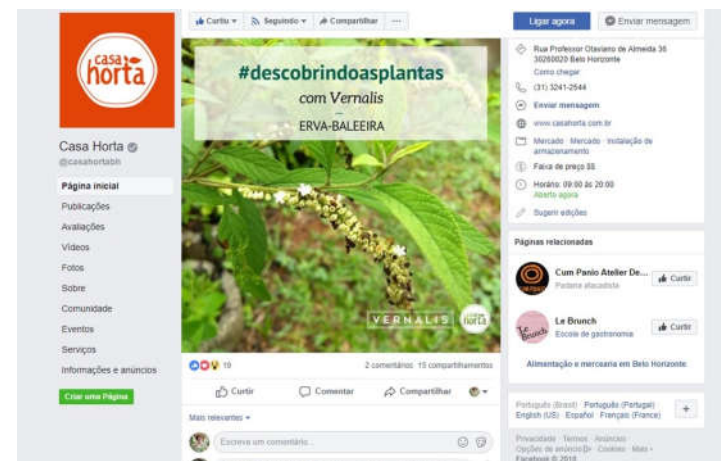 casa
horta
Casa Horta
@casahortabh
Página inicial
Publicações
Avaliações
Vídeos
Fotos
Sobre
Comunidade
Eventos
Serviços
Informações e anúncios
Criar uma Página
Curtiu
Seguindo
Compartilhar
#descobrindoasplantas
com Vernalis
ERVA-BALEEIRA
VERNALIS
horta
19
2 comentários 15 compartilhamentos
Curtir
Comentar
Compartilhar
Mais relevantes
Escreva um comentário...
Ligar agora
Enviar mensagem
Rua Professor Otaviano de Almeida 36
30260020 Belo Horizonte
Como chegar
(31) 3241-2544
Enviar mensagem
www.casahorta.com.br
Mercado · Mercado · Instalação de
armazenamento
Faixa de preço $$
Horário: 09:00 às 20:00
Aberto agora
Sugerir edições
Páginas relacionadas
Cum Panio Atelier De...
Padaria atacadista
Curtir
Le Brunch
Le Brunch
Escola de gastronomia
Curtir
Alimentação e mercearia em Belo Horizonte
Português (Brasil) · Português (Portugal) ·
English (US) · Español · Français (France)
Privacidade · Termos · Anúncios ·
Opções de anúncio · Cookies · Mais
Facebook © 2018